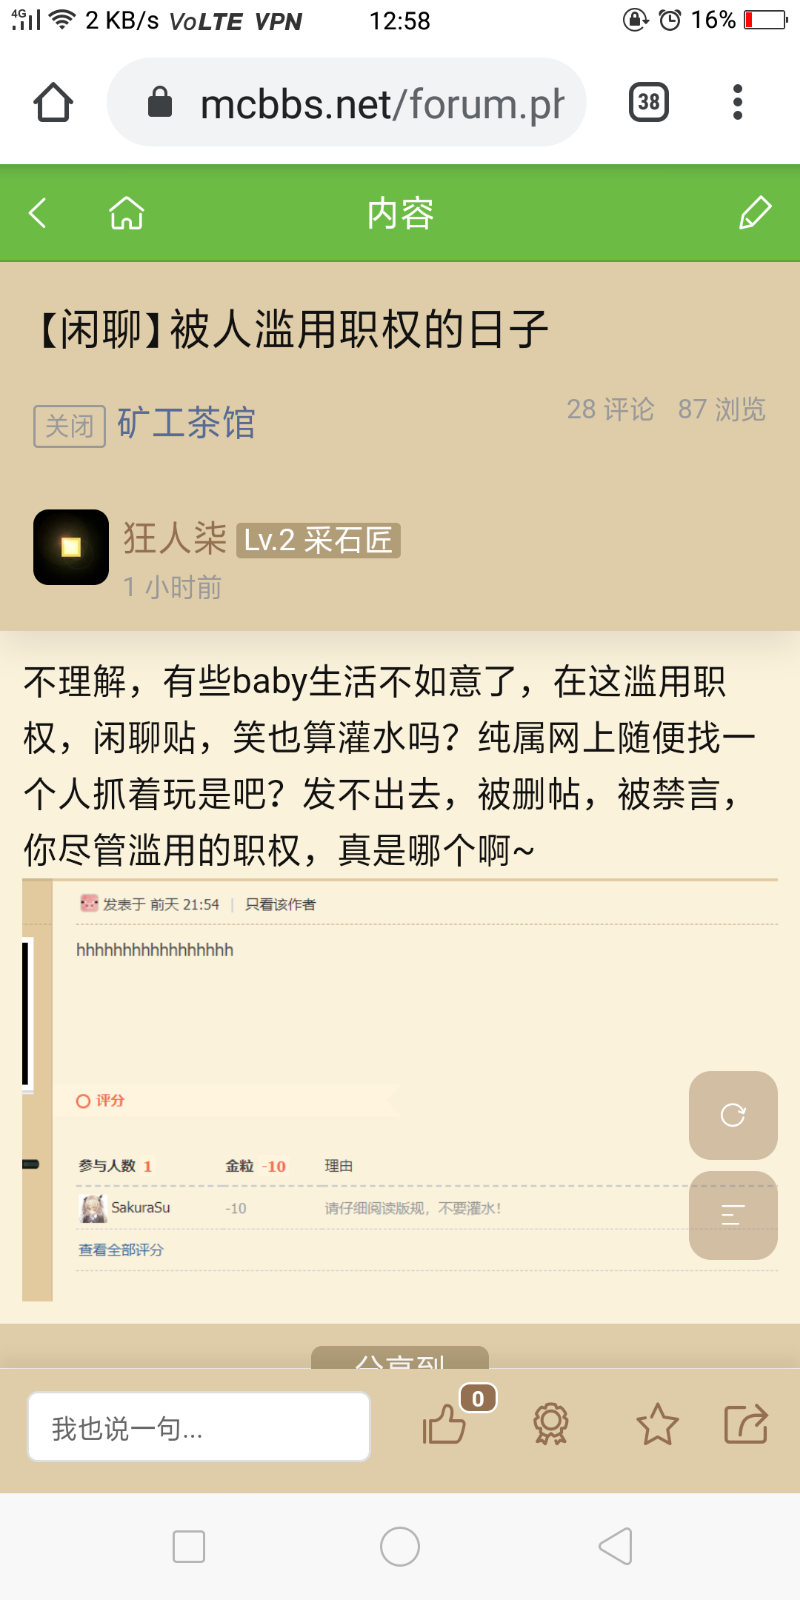 4G 2 KB/s VoLTE VPN 12:58 16%
mcbbs.net/forum.ph 38
内容
【闲聊】被人滥用职权的日子
关闭 矿工茶馆 28 评论 87 浏览
狂人柒 Lv.2 采石匠
1 小时前
不理解，有些baby生活不如意了，在这滥用职
权，闲聊贴，笑也算灌水吗？纯属网上随便找一
个人抓着玩是吧？发不出去，被删帖，被禁言，
你尽管滥用的职权，真是哪个啊~
发表于 前天 21:54 | 只看该作者
hhhhhhhhhhhhhhhhh
评分
参与人数 1 金粒 -10 理由
SakuraSu -10 请仔细阅读版规，不要灌水！
查看全部评分
分享到
我也说一句... 0